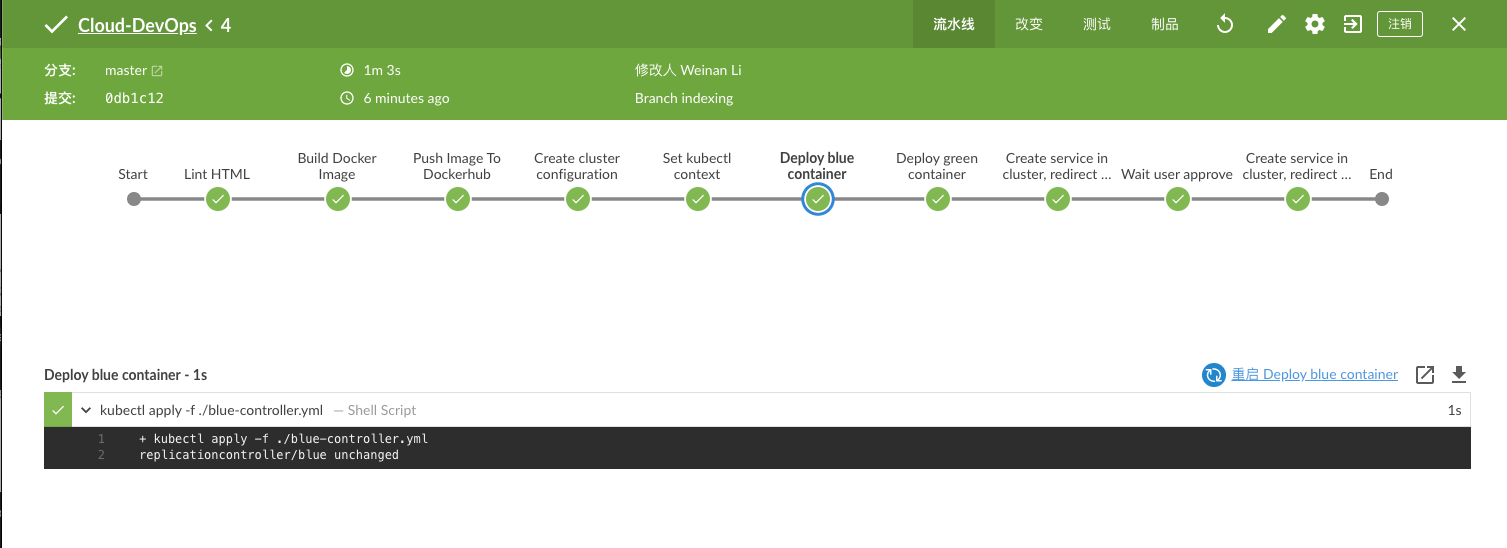 Cloud-DevOps < 4
流水线 改变 测试 制品 注销
分支: master 1m 3s 修改人 Weinan Li
提交: 0db1c12 6 minutes ago Branch indexing
Start
Lint HTML
Build Docker
Image
Push Image To
Dockerhub
Create cluster
configuration
Set kubectl
context
Deploy blue
container
Deploy green
container
Create service in
cluster, redirect ...
Wait user approve
Create service in
cluster, redirect ...
End
Deploy blue container - 1s
重启 Deploy blue container
kubectl apply -f ./blue-controller.yml — Shell Script 1s
1 + kubectl apply -f ./blue-controller.yml
2 replicationcontroller/blue unchanged